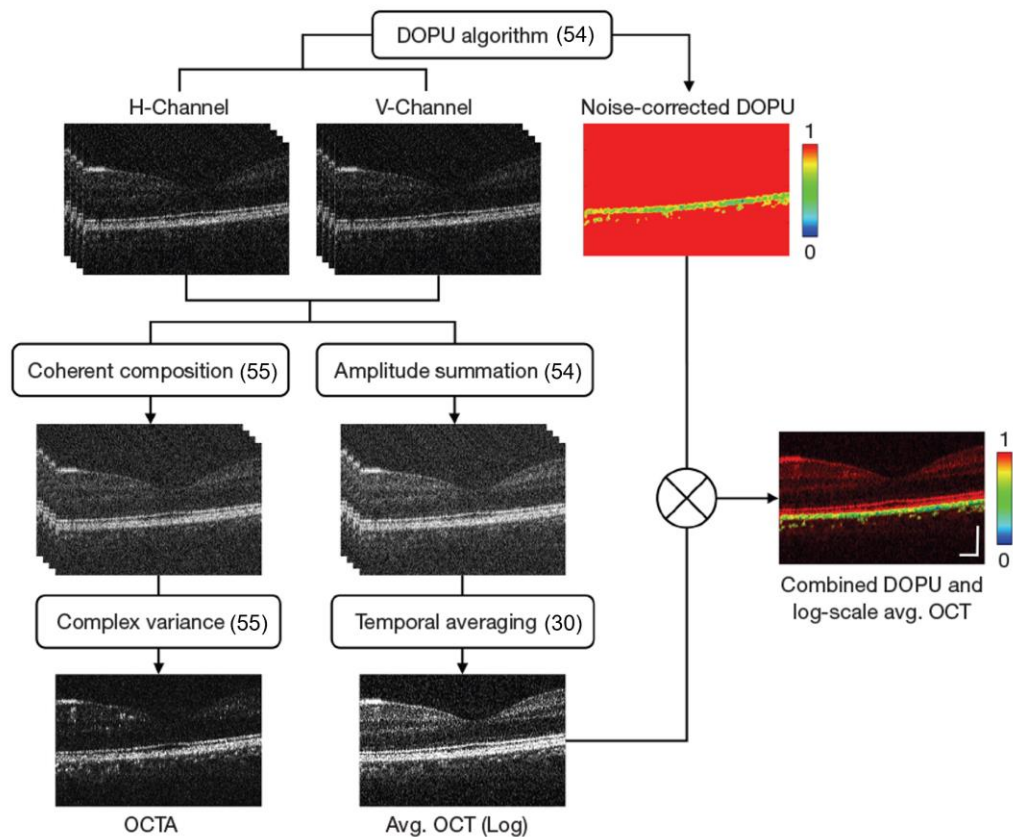 DOPU algorithm (54)
H-Channel
V-Channel
Noise-corrected DOPU
1
0
Coherent composition (55)
Amplitude summation (54)
1
0
Combined DOPU and
log-scale avg. OCT
Complex variance (55)
Temporal averaging (30)
OCTA
Avg. OCT (Log)